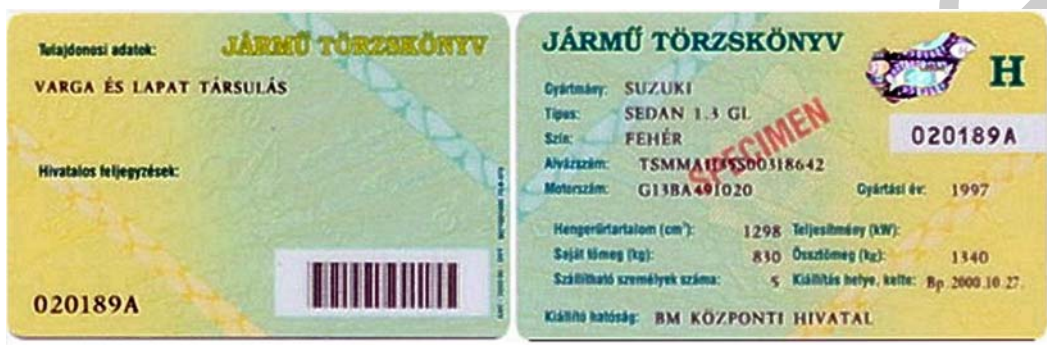 Tulajdonosi adatok:
JÁRMŰ TÖRZSKÖNYV
VARGA ÉS LAPAT TÁRSULÁS
Hivatalos feljegyzések:
020189A
JÁRMŰ TÖRZSKÖNYV
H
Gyártmány: SUZUKI
Típus: SEDAN 1.3 GL
Szín: FEHÉR
020189A
SPECIMEN
Alvázszám:
Motorszám: G13BA491020 Gyártási év: 1997
Hengerűrtartalom (cm³): 1298 Teljesítmény (kW):
Saját tömeg (kg): 830 Össztömeg (kg): 1340
Szállítható személyek száma: 5 Kiállítás helye, kelte: Bp. 2000.10.27.
Kiállító hatóság: BM KÖZPONTI HIVATAL